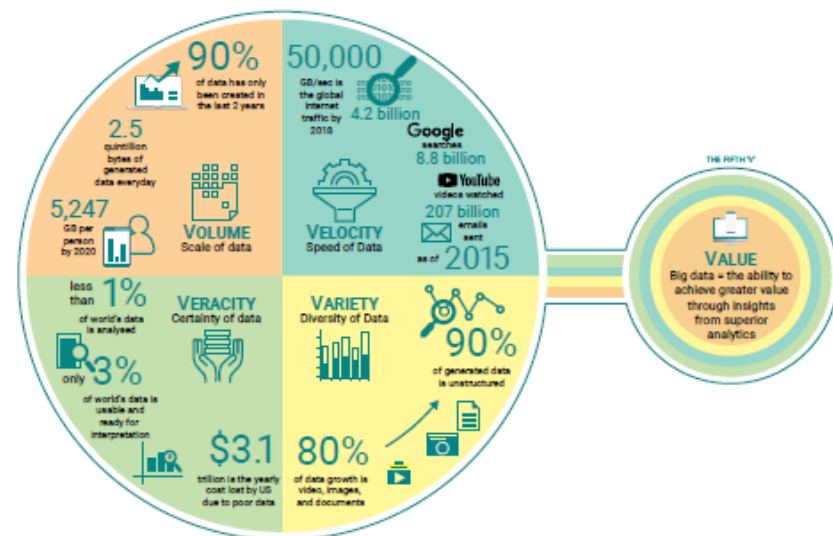 90%
of data has only
been created in
the last 2 years
2.5
quintillion
bytes of
generated
data everyday
5,247
GB per
person
by 2020
VOLUME
Scale of data
50,000
GB/sec is
the global
internet
traffic by
2018
4.2 billion
Google
searches
8.8 billion
YouTube
videos watched
207 billion
emails
sent
as of 2015
VELOCITY
Speed of Data
less
than 1%
of world's data
is analysed
only 3%
of world's data is
usable and
ready for
interpretation
VERACITY
Certainty of data
$3.1
trillion is the yearly
cost lost by US
due to poor data
VARIETY
Diversity of Data
90%
of generated data
is unstructured
80%
of data growth is
video, images,
and documents
THE FIFTH 'V'
VALUE
Big data = the ability to
achieve greater value
through insights
from superior
analytics